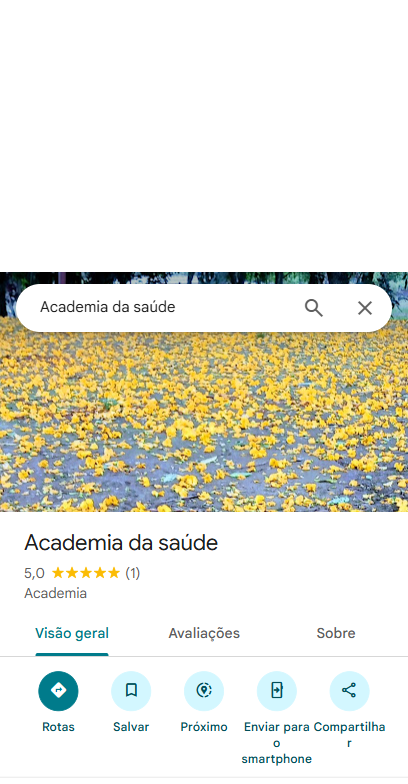 Academia da saúde
Academia da saúde
5,0 (1)
Academia
Visão geral Avaliações Sobre
Rotas Salvar Próximo Enviar para o smartphone Compartilhar